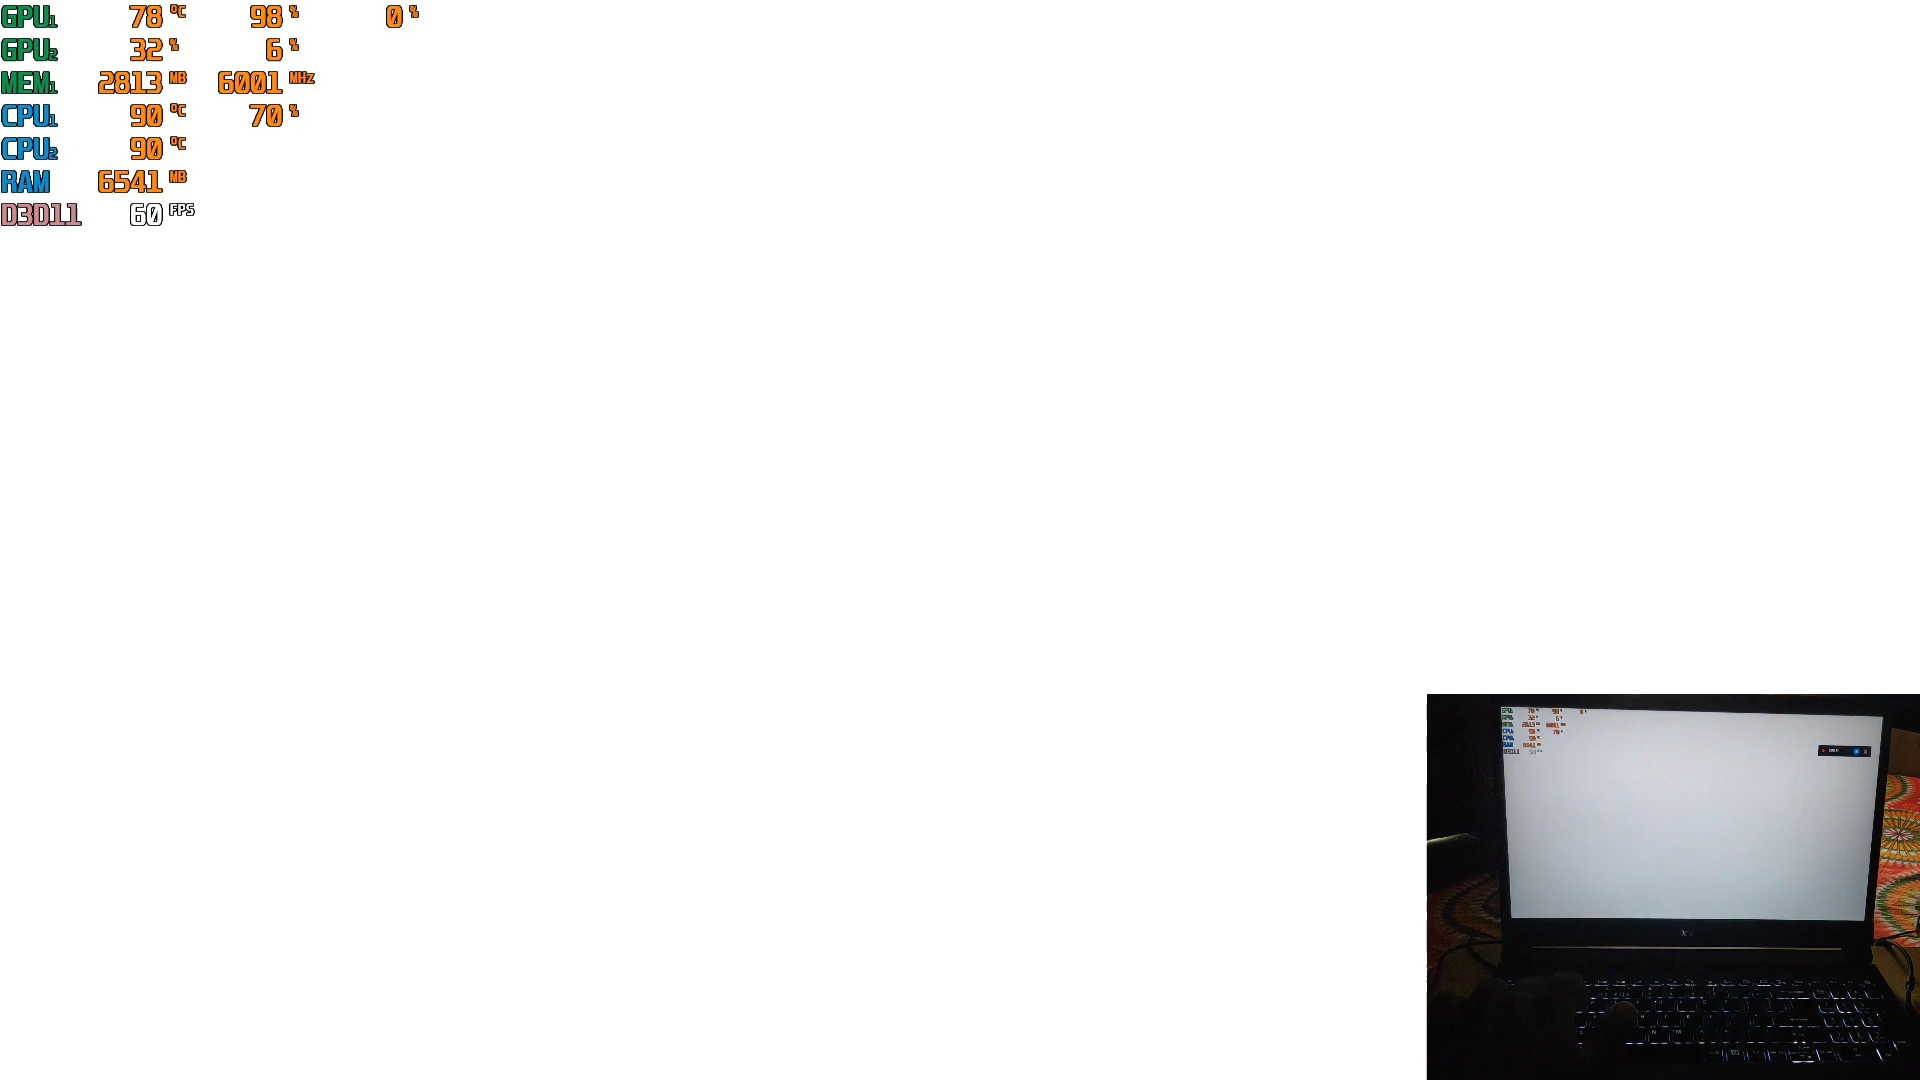 GPU1 78 °C 98 % 0 %
GPU2 32 % 6 %
MEM1 2813 MB 6001 MHz
CPU1 90 °C 70 %
CPU2 90 °C
RAM 6541 MB
D3D11 60 FPS